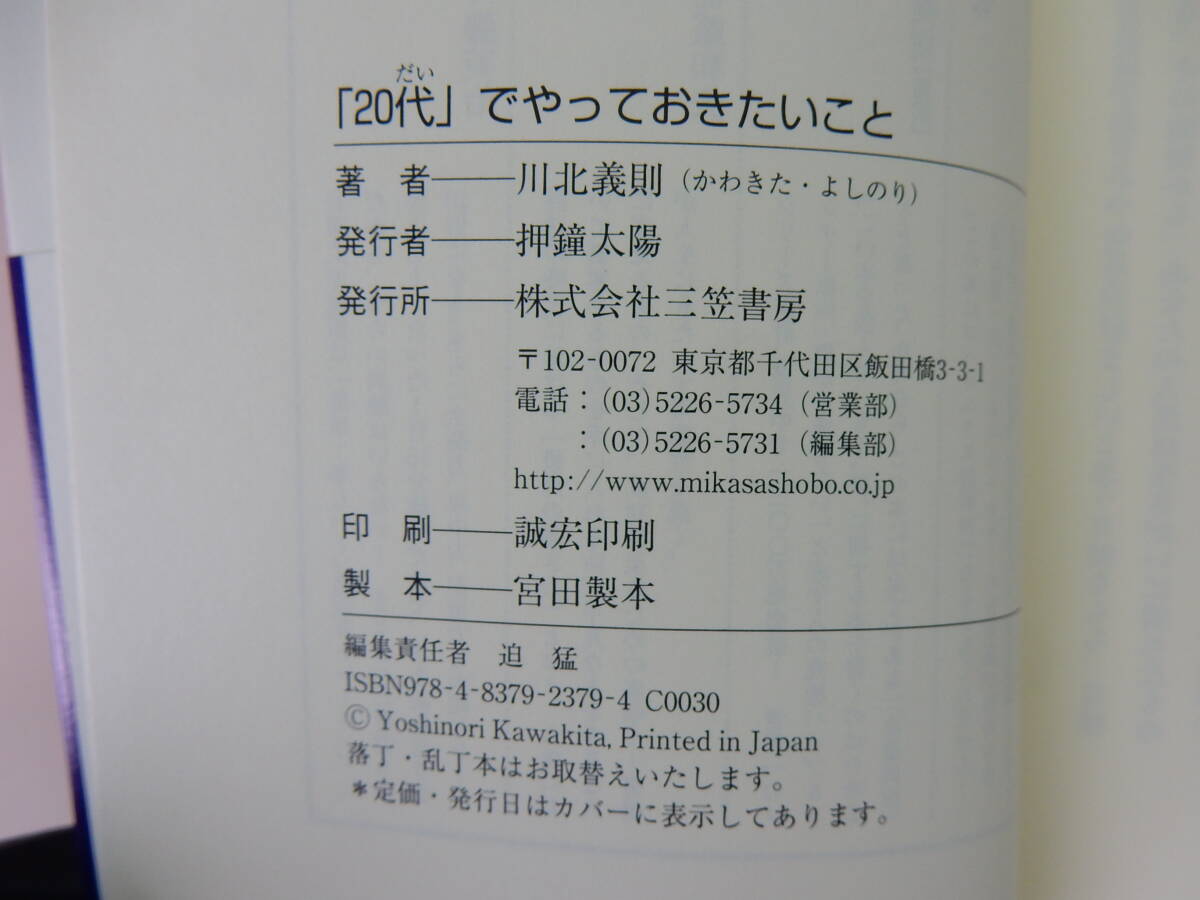 だい
「20代」でやっておきたいこと
著 者――川北義則(かわきた・よしのり)
発行者――押鐘太陽
発行所――株式会社三笠書房
〒102-0072 東京都千代田区飯田橋3-3-1
電話:(03)5226-5734(営業部)
:(03)5226-5731(編集部)
http://www.mikasashobo.co.jp
印 刷――誠宏印刷
製 本――宮田製本
編集責任者 迫 猛
ISBN978-4-8379-2379-4 C0030
© Yoshinori Kawakita, Printed in Japan
落丁・乱丁本はお取替えいたします。
*定価・発行日はカバーに表示してあります。